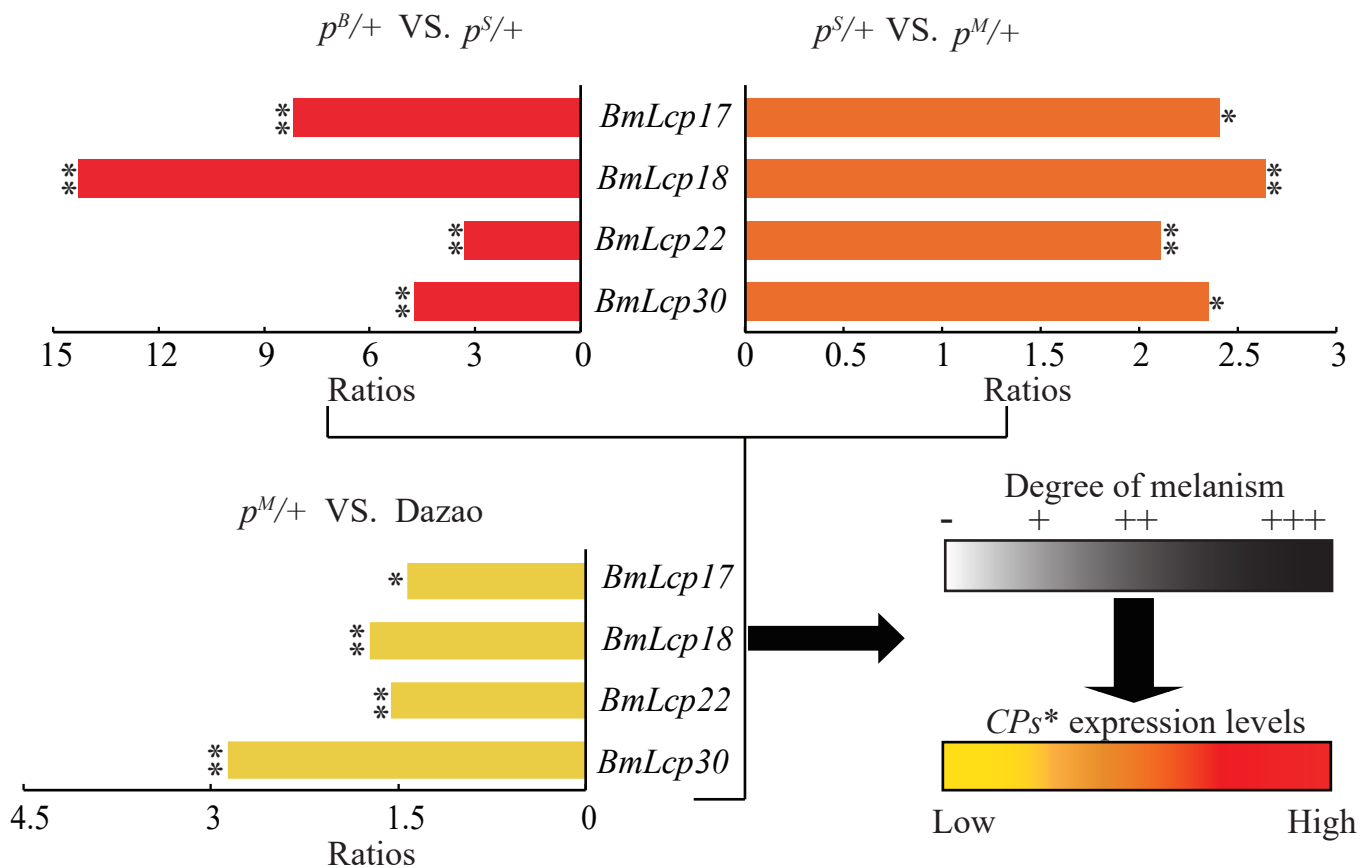 p^B/+ VS. p^S/+
p^S/+ VS. p^M/+
**
BmLcp17
*
**
BmLcp18
**
**
BmLcp22
**
**
BmLcp30
*
15 12 9 6 3 0
0 0.5 1 1.5 2 2.5 3
Ratios
Ratios
p^M/+ VS. Dazao
Degree of melanism
- + ++ +++
*
BmLcp17
**
BmLcp18
**
BmLcp22
**
BmLcp30
4.5 3 1.5 0
Ratios
CPs* expression levels
Low High